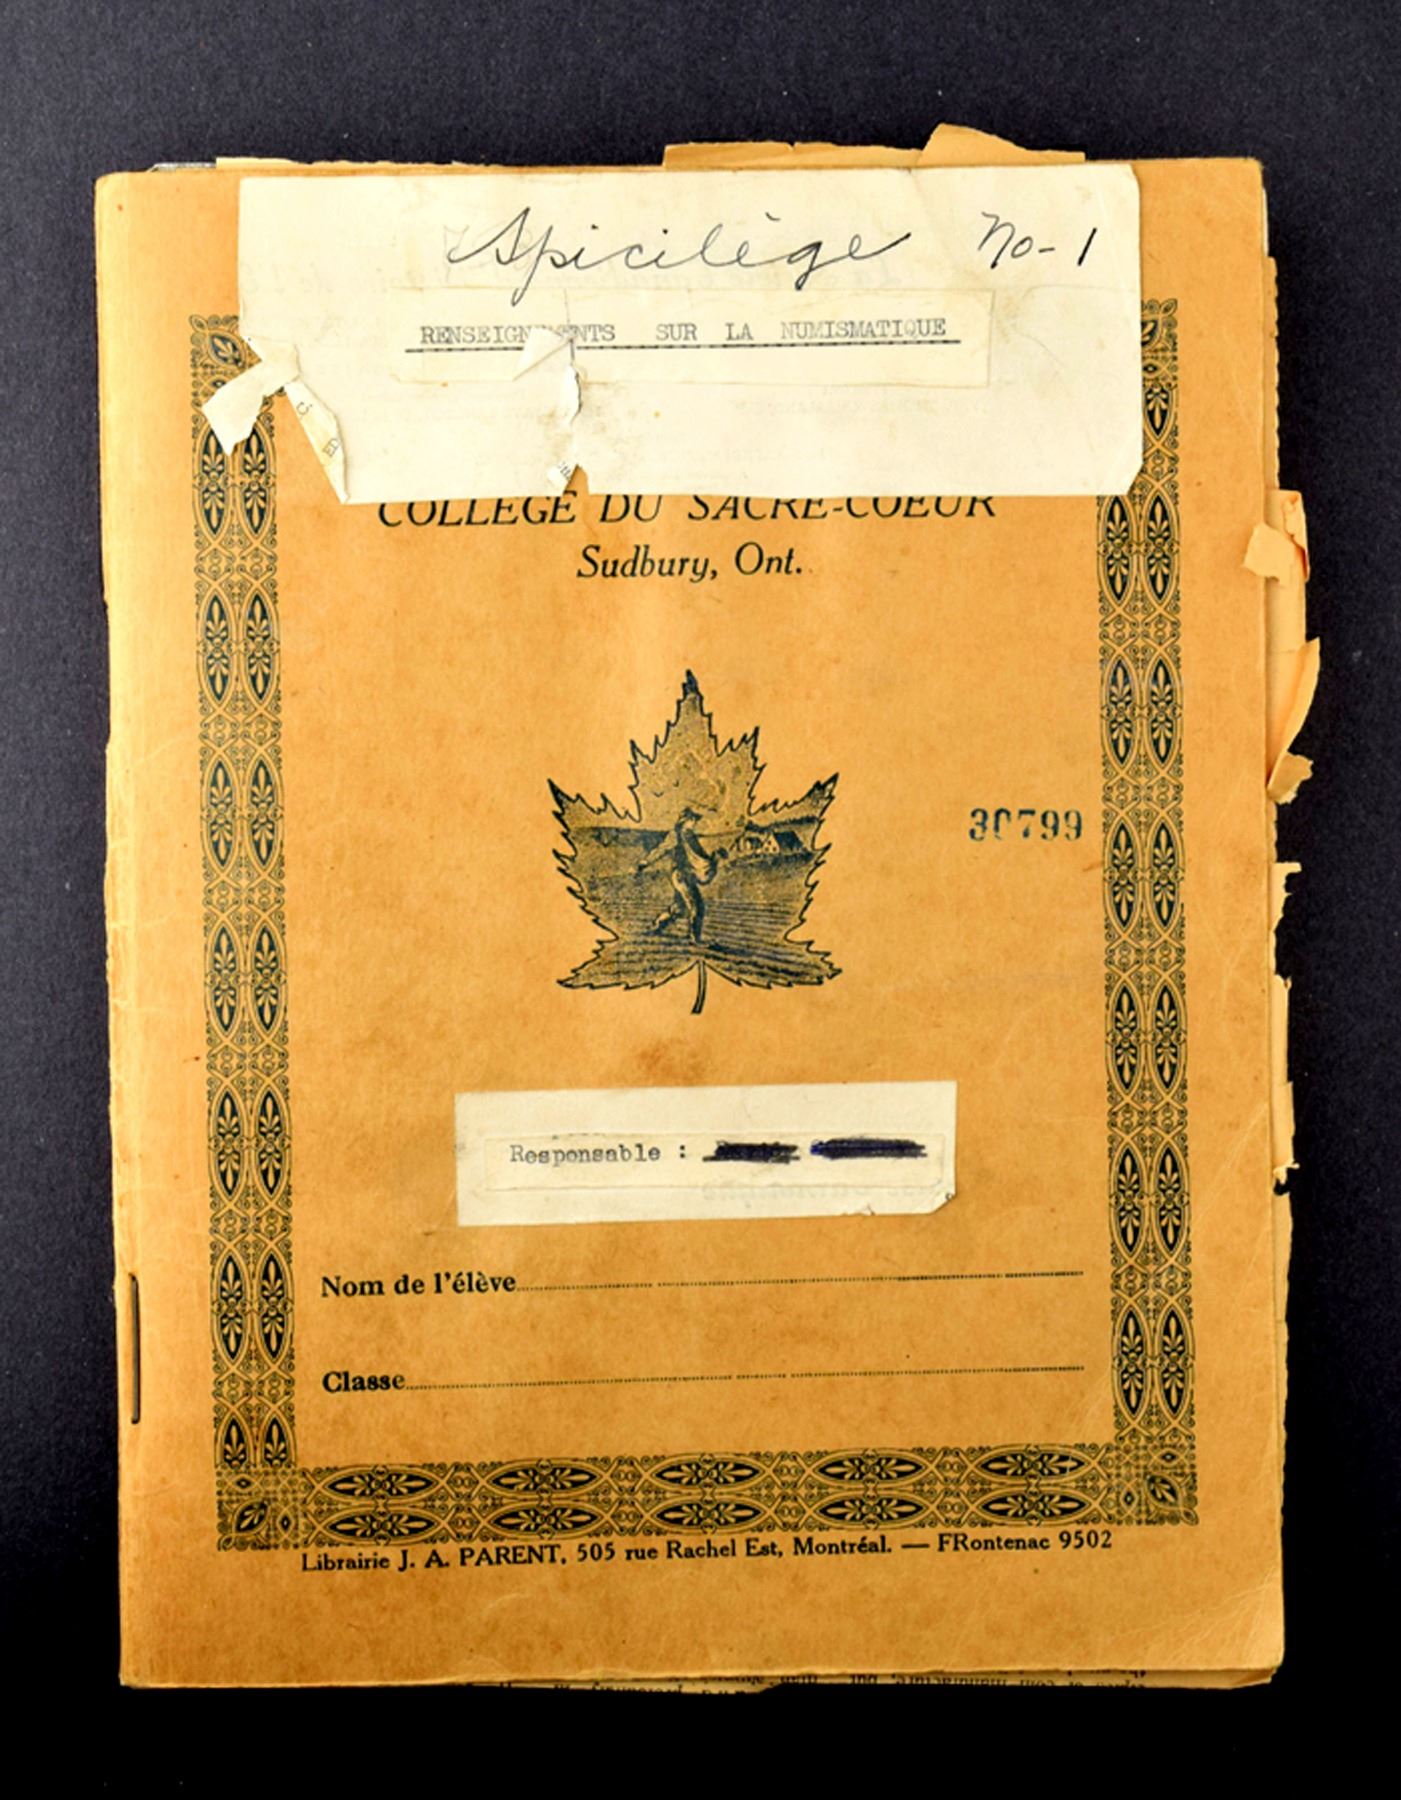 Spicilège No-1
RENSEIGNEMENTS SUR LA NUMISMATIQUE
COLLEGE DU SACRE-COEUR
Sudbury, Ont.
30799
Responsable :
Nom de l'élève
Classe
Librairie J. A. PARENT, 505 rue Rachel Est, Montréal. — FRontenac 9502